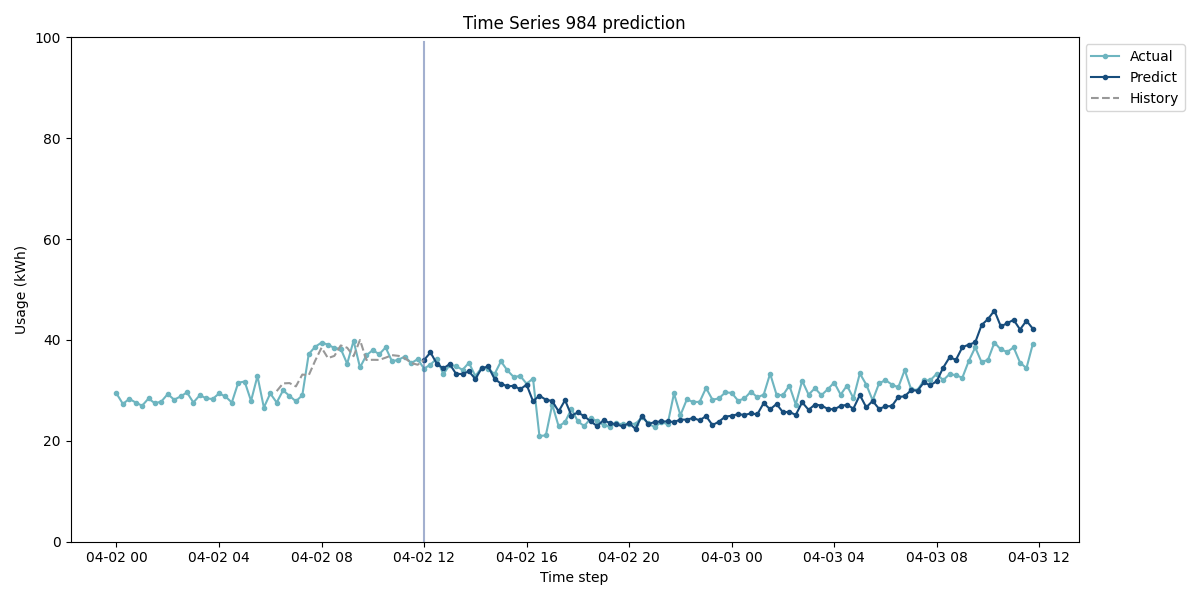 Time Series 984 prediction
100
80
60
40
20
0
Usage (kWh)
04-02 00 04-02 04 04-02 08 04-02 12 04-02 16 04-02 20 04-03 00 04-03 04 04-03 08 04-03 12
Time step
Actual
Predict
History